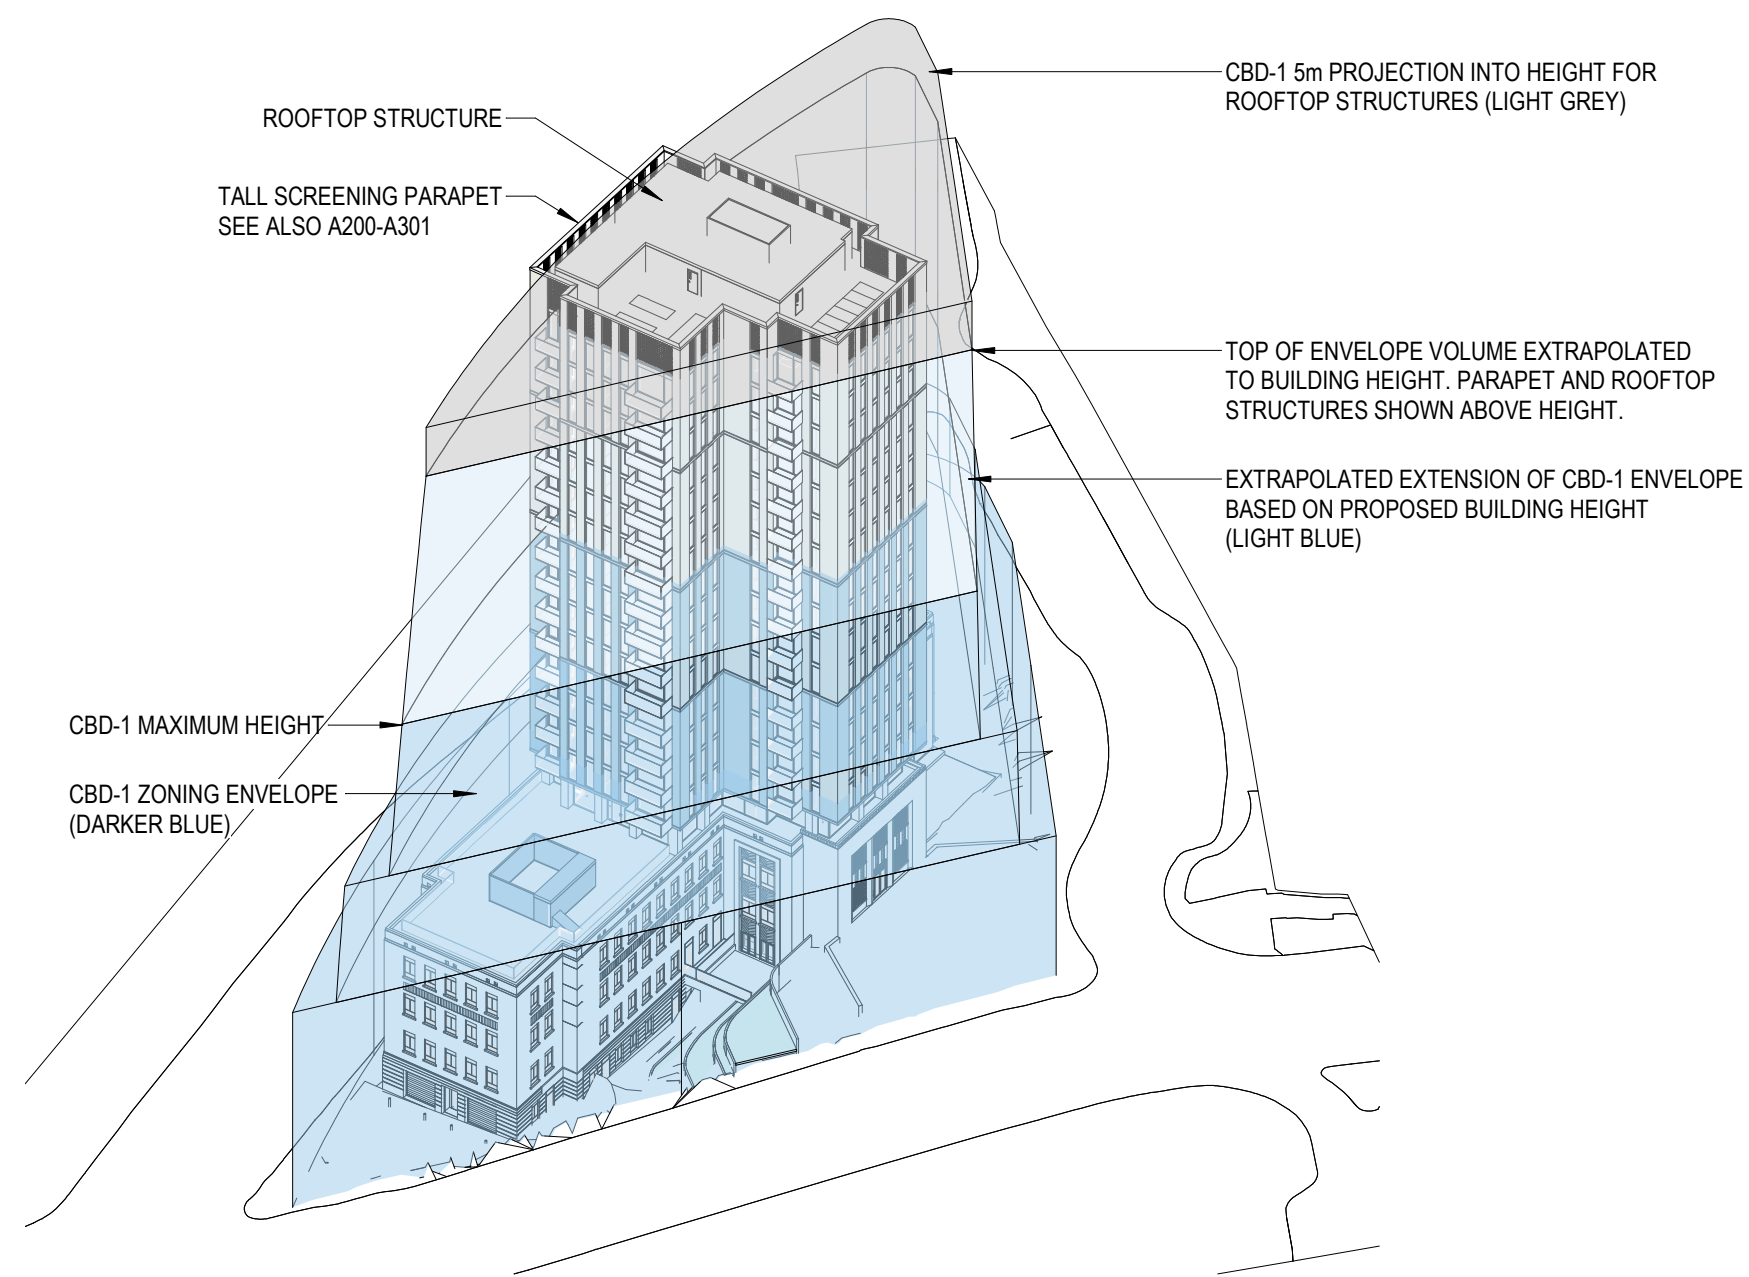 ROOFTOP STRUCTURE
TALL SCREENING PARAPET
SEE ALSO A200-A301
CBD-1 5m PROJECTION INTO HEIGHT FOR
ROOFTOP STRUCTURES (LIGHT GREY)
TOP OF ENVELOPE VOLUME EXTRAPOLATED
TO BUILDING HEIGHT. PARAPET AND ROOFTOP
STRUCTURES SHOWN ABOVE HEIGHT.
EXTRAPOLATED EXTENSION OF CBD-1 ENVELOPE
BASED ON PROPOSED BUILDING HEIGHT
(LIGHT BLUE)
CBD-1 MAXIMUM HEIGHT
CBD-1 ZONING ENVELOPE
(DARKER BLUE)